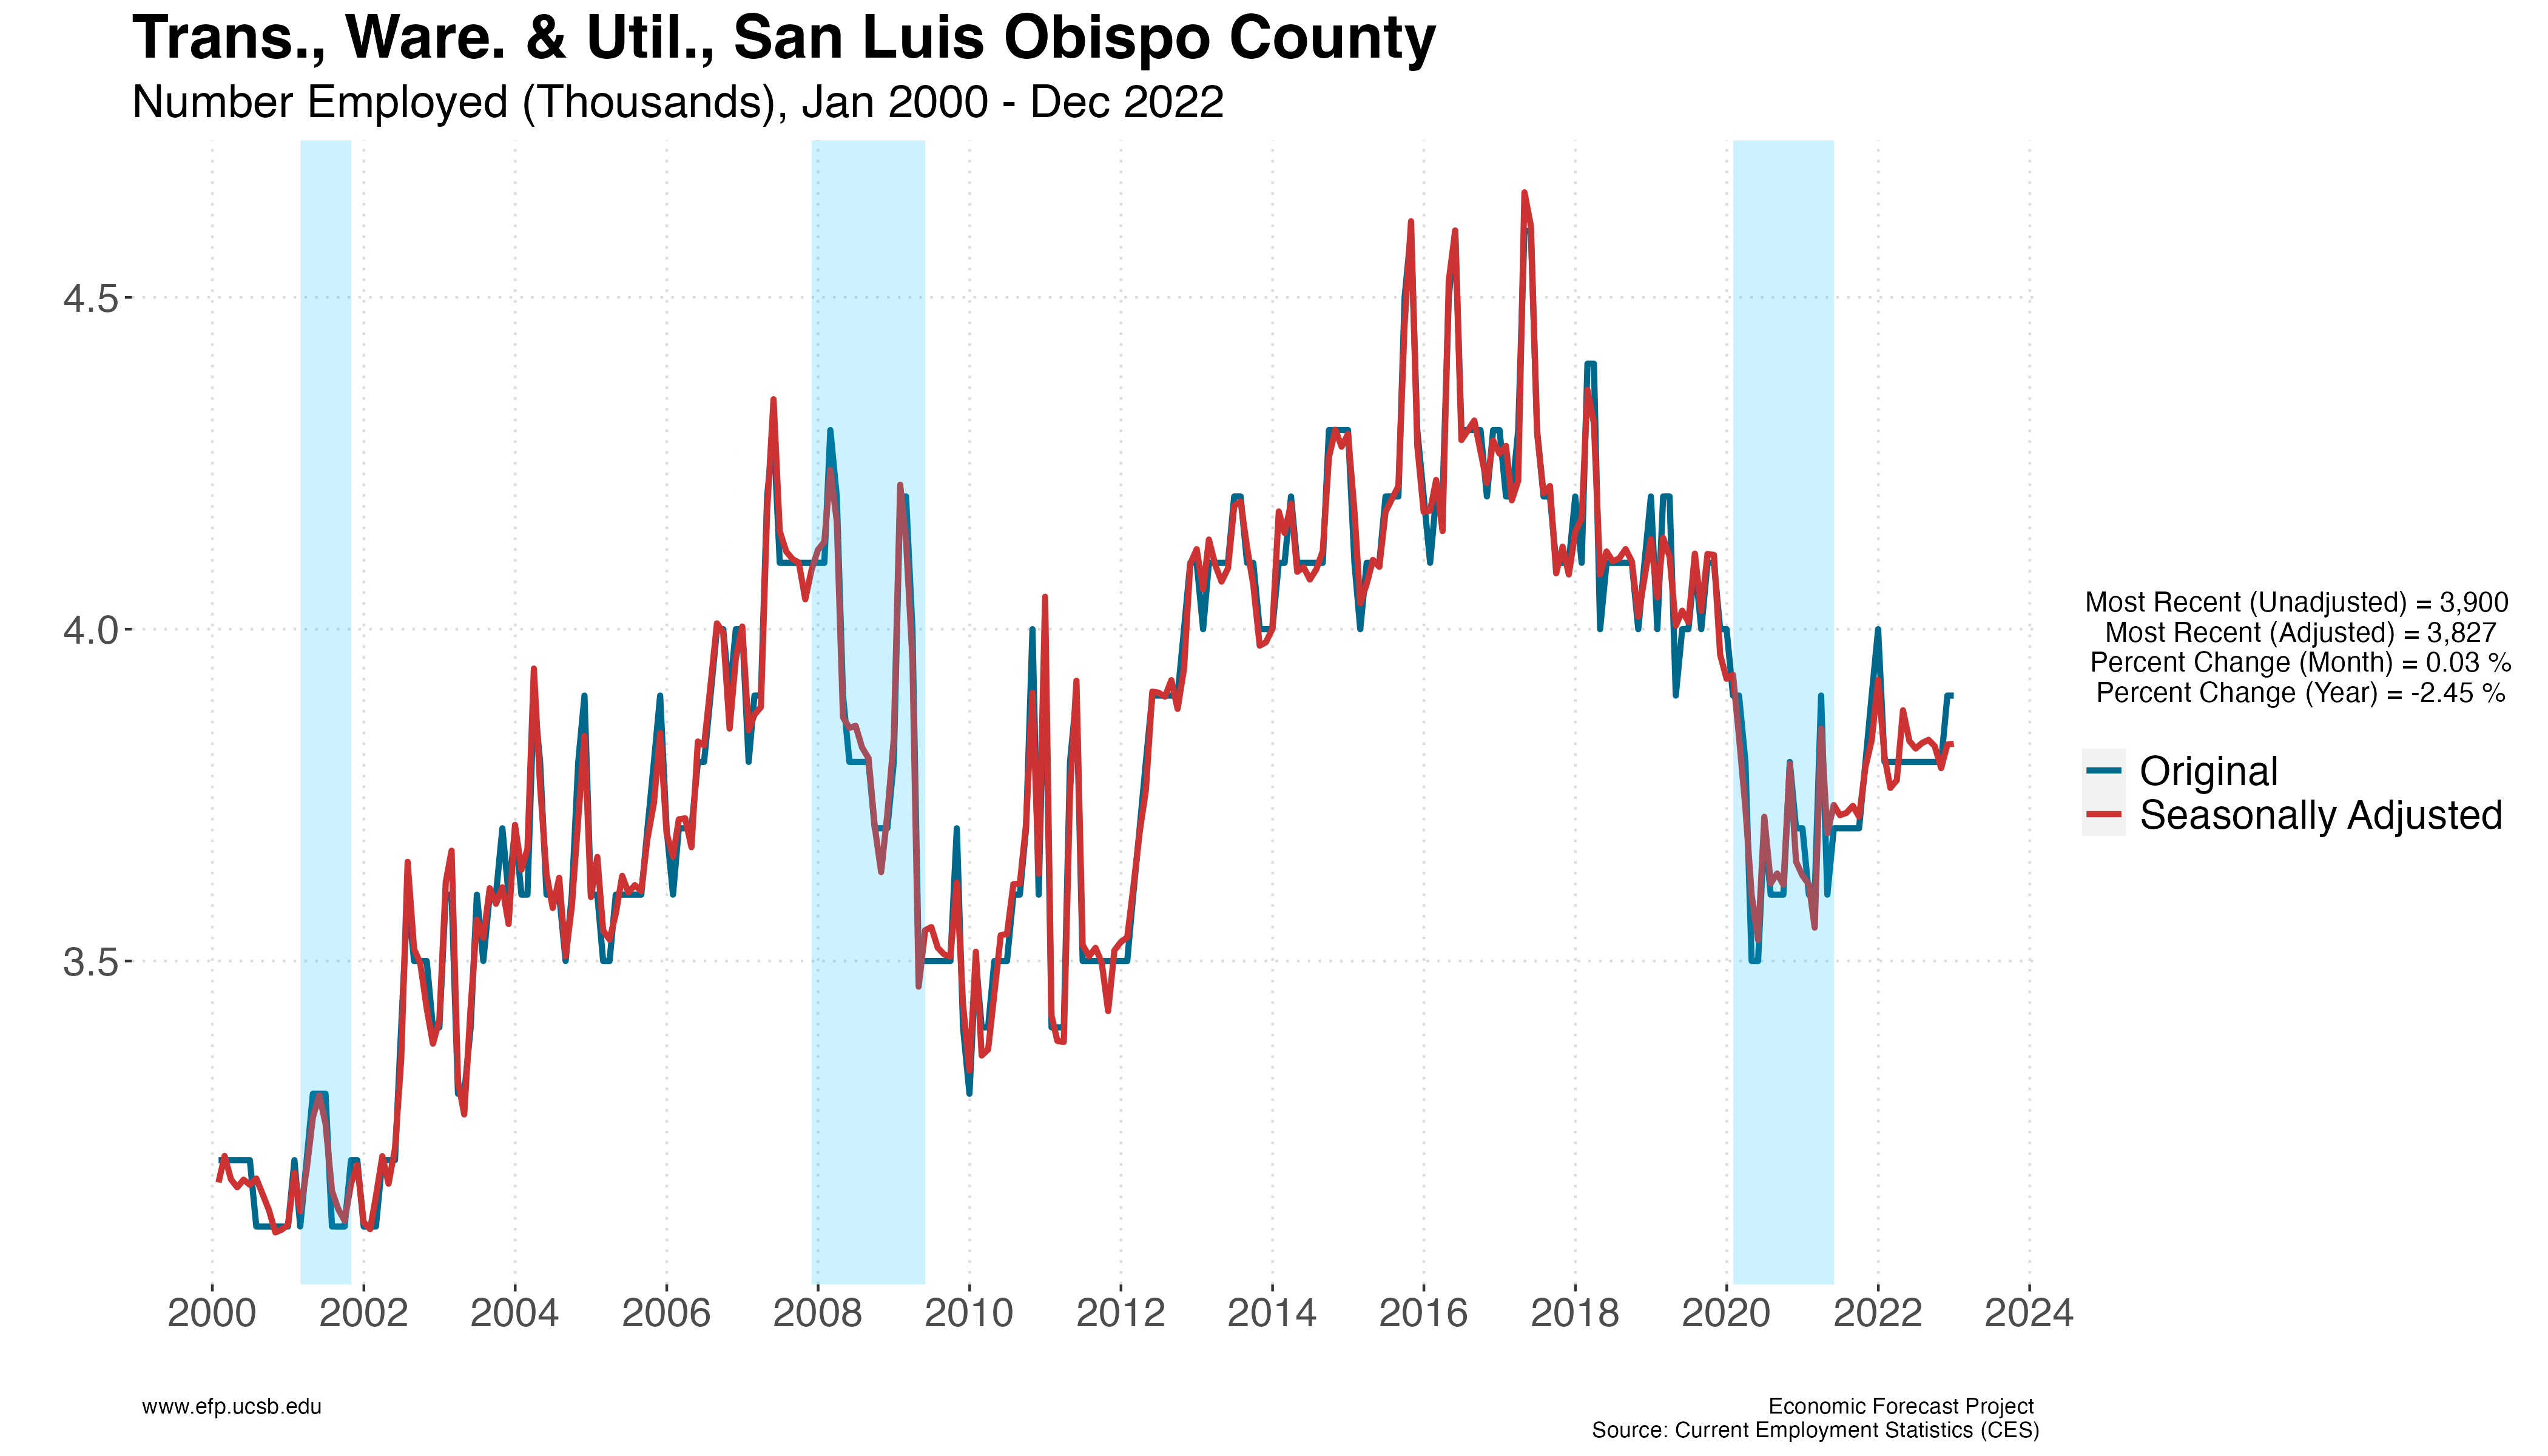 Trans., Ware. & Util., San Luis Obispo County
Number Employed (Thousands), Jan 2000 - Dec 2022
4.5
4.0
3.5
2000 2002 2004 2006 2008 2010 2012 2014 2016 2018 2020 2022 2024
Most Recent (Unadjusted) = 3,900
Most Recent (Adjusted) = 3,827
Percent Change (Month) = 0.03 %
Percent Change (Year) = -2.45 %
Original
Seasonally Adjusted
www.efp.ucsb.edu
Economic Forecast Project
Source: Current Employment Statistics (CES)